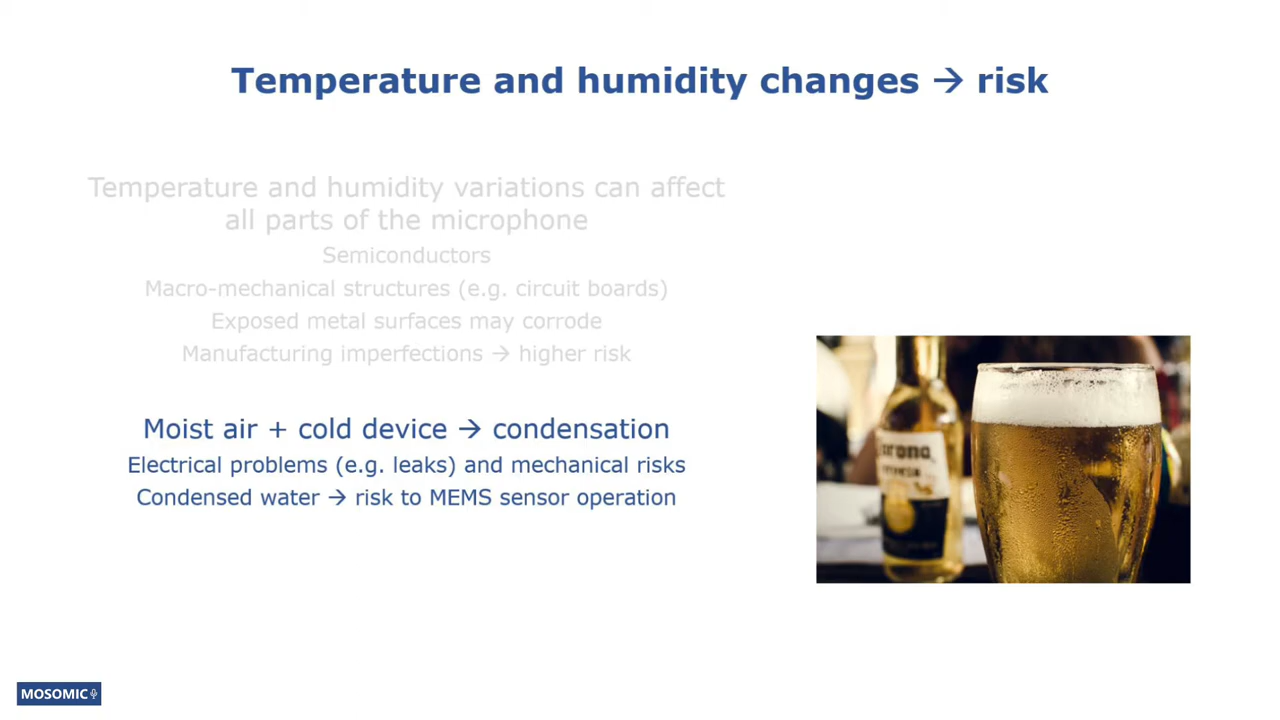 Temperature and humidity changes → risk
Temperature and humidity variations can affect
all parts of the microphone
Semiconductors
Macro-mechanical structures (e.g. circuit boards)
Exposed metal surfaces may corrode
Manufacturing imperfections → higher risk
Moist air + cold device → condensation
Electrical problems (e.g. leaks) and mechanical risks
Condensed water → risk to MEMS sensor operation
corona
MOSOMIC